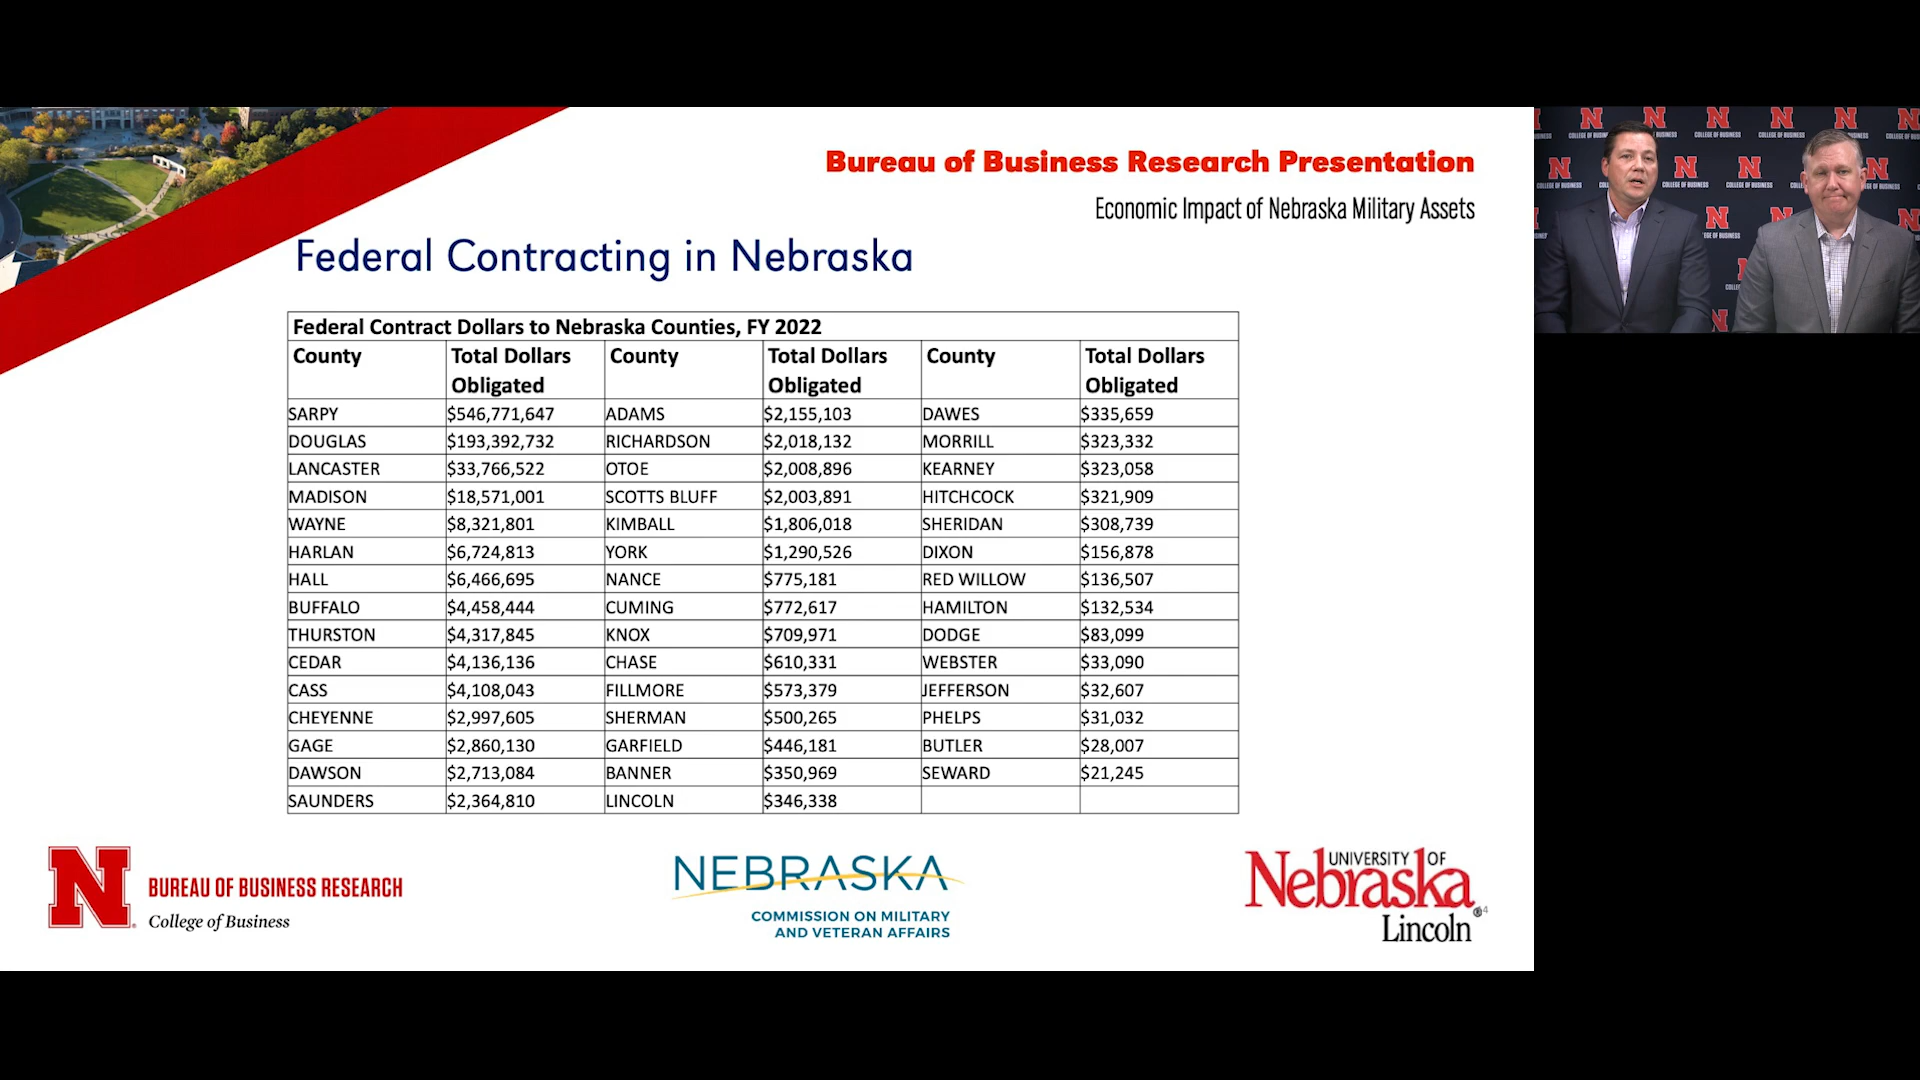 Bureau of Business Research Presentation
Economic Impact of Nebraska Military Assets
Federal Contracting in Nebraska
Federal Contract Dollars to Nebraska Counties, FY 2022
County Total Dollars Obligated County Total Dollars Obligated County Total Dollars Obligated
SARPY $546,771,647 ADAMS $2,155,103 DAWES $335,659
DOUGLAS $193,392,732 RICHARDSON $2,018,132 MORRILL $323,332
LANCASTER $33,766,522 OTOE $2,008,896 KEARNEY $323,058
MADISON $18,571,001 SCOTTS BLUFF $2,003,891 HITCHCOCK $321,909
WAYNE $8,321,801 KIMBALL $1,806,018 SHERIDAN $308,739
HARLAN $6,724,813 YORK $1,290,526 DIXON $156,878
HALL $6,466,695 NANCE $775,181 RED WILLOW $136,507
BUFFALO $4,458,444 CUMING $772,617 HAMILTON $132,534
THURSTON $4,317,845 KNOX $709,971 DODGE $83,099
CEDAR $4,136,136 CHASE $610,331 WEBSTER $33,090
CASS $4,108,043 FILLMORE $573,379 JEFFERSON $32,607
CHEYENNE $2,997,605 SHERMAN $500,265 PHELPS $31,032
GAGE $2,860,130 GARFIELD $446,181 BUTLER $28,007
DAWSON $2,713,084 BANNER $350,969 SEWARD $21,245
SAUNDERS $2,364,810 LINCOLN $346,338
N
BUREAU OF BUSINESS RESEARCH
College of Business
NEBRASKA
COMMISSION ON MILITARY
AND VETERAN AFFAIRS
UNIVERSITY OF
Nebraska
Lincoln
N COLLEGE OF BUSINESS